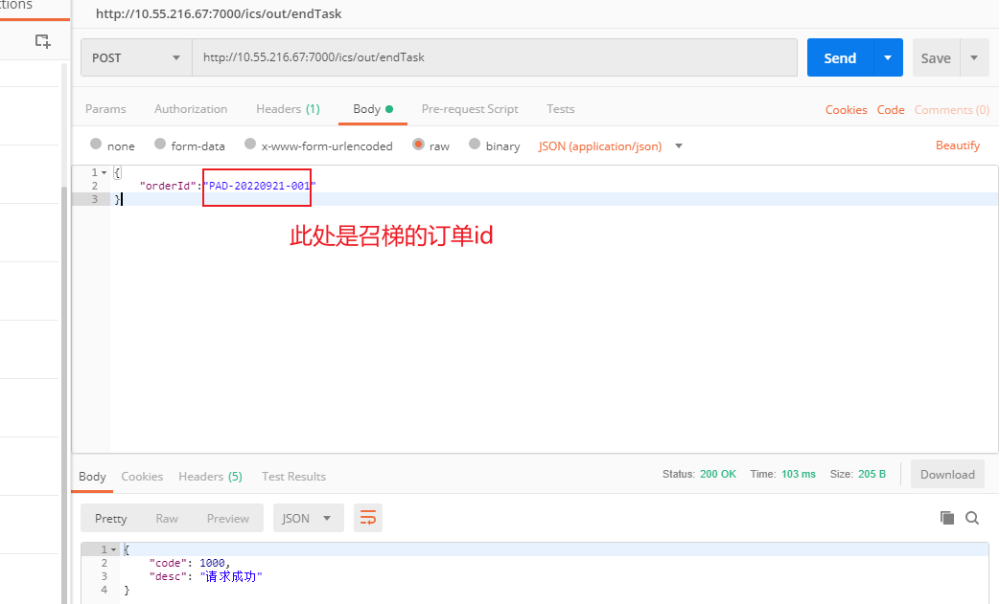 ctions
http://10.55.216.67:7000/ics/out/endTask
POST
http://10.55.216.67:7000/ics/out/endTask
Send
Save
Params
Authorization
Headers (1)
Body
Pre-request Script
Tests
Cookies
Code
Comments (0)
none
form-data
x-www-form-urlencoded
raw
binary
JSON (application/json)
Beautify
1 {
2 "orderId":"PAD-20220921-001"
3 }
此处是召梯的订单id
Body
Cookies
Headers (5)
Test Results
Status: 200 OK
Time: 103 ms
Size: 205 B
Download
Pretty
Raw
Preview
JSON
1 {
2 "code": 1000,
3 "desc": "请求成功"
4 }